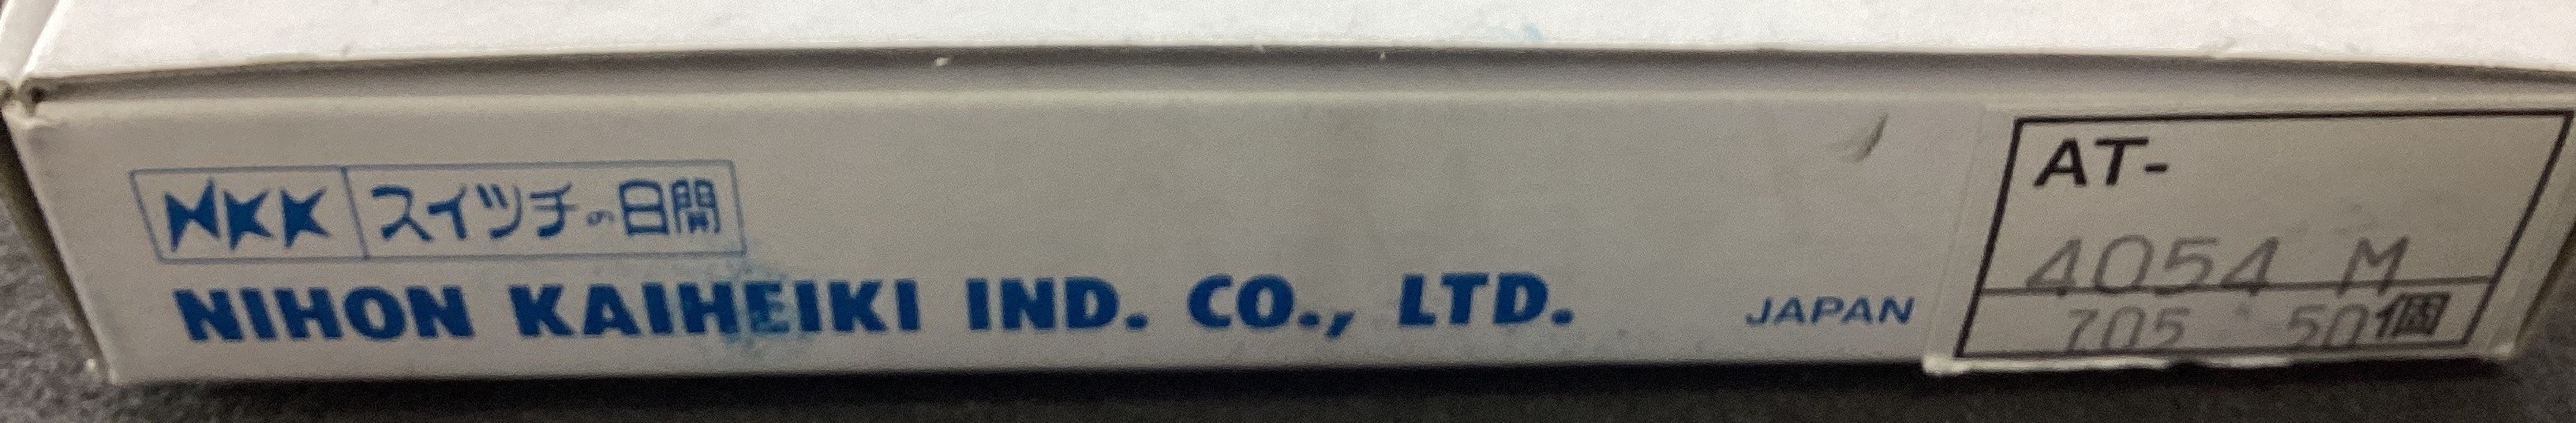 NKK スイッチの日開
NIHON KAIHEIKI IND. CO., LTD.
JAPAN
AT-
4054 M
705 50個